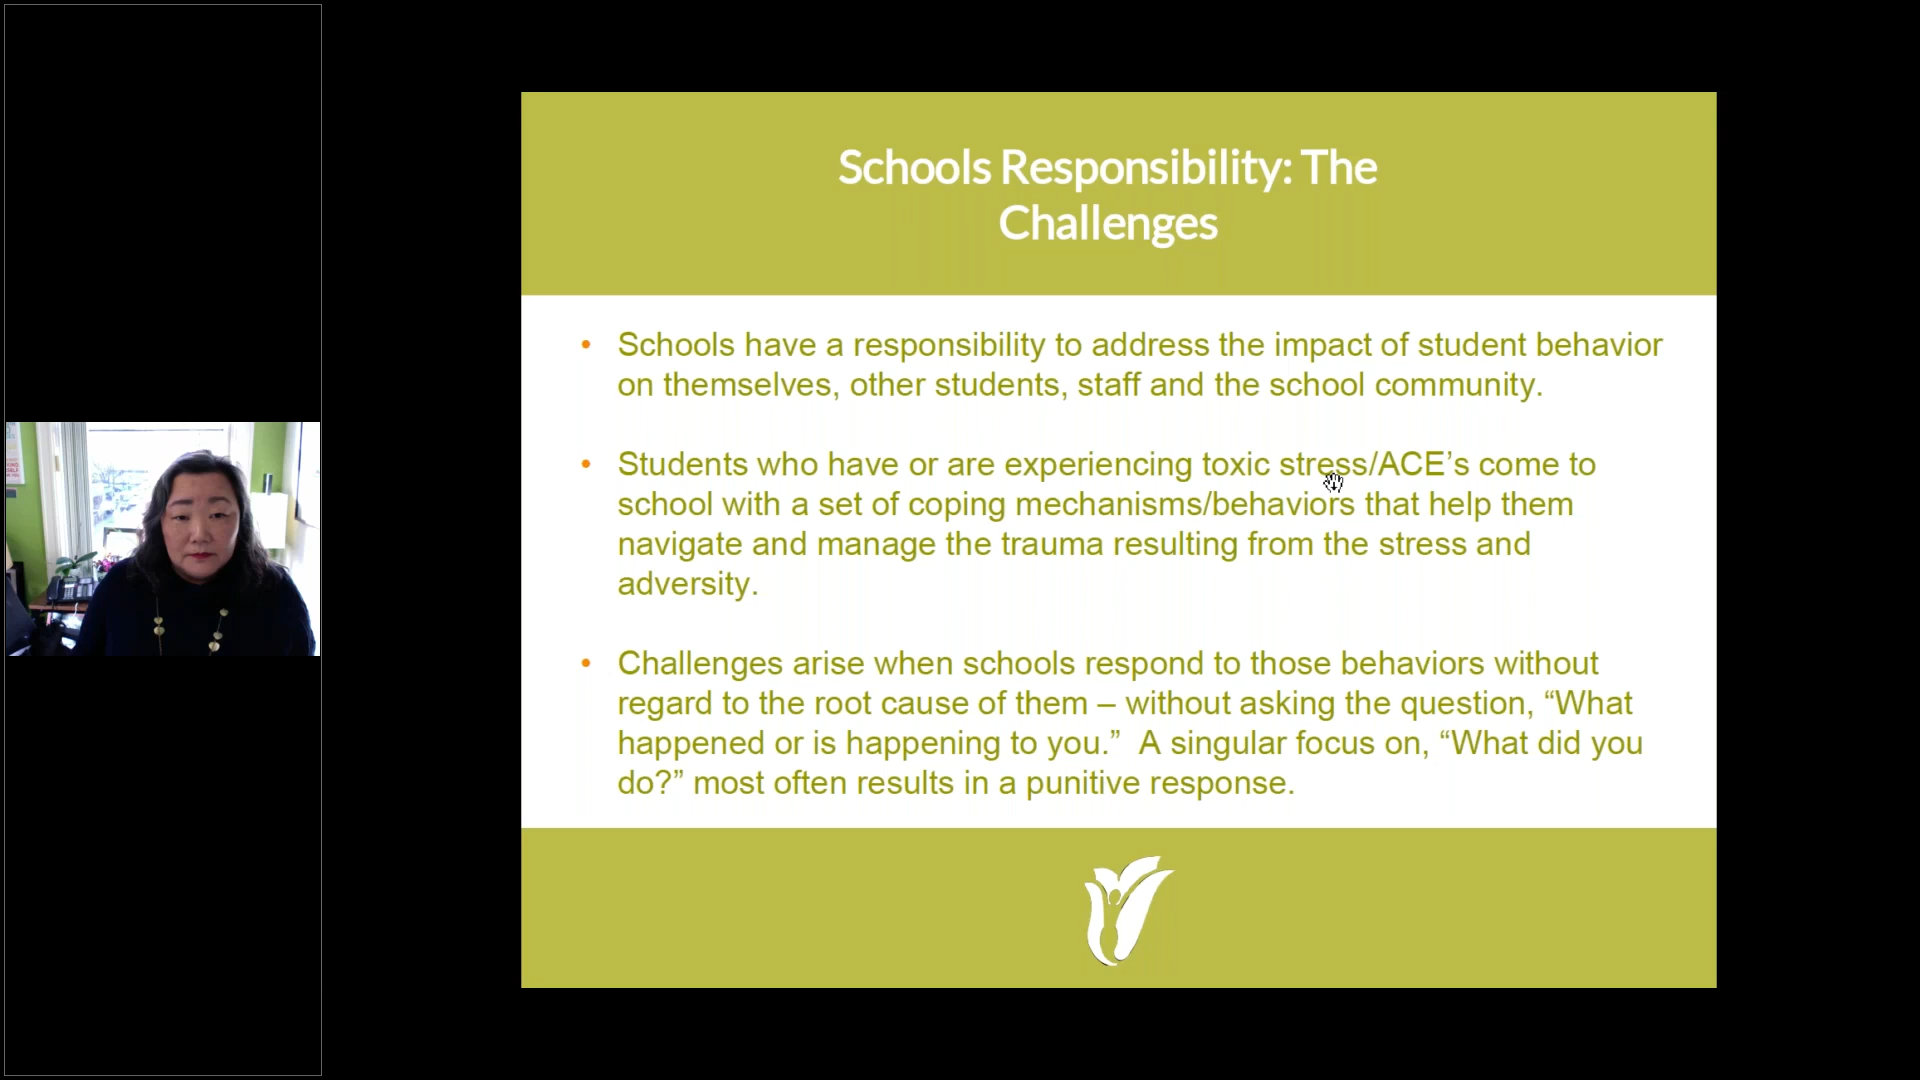 Schools Responsibility: The
Challenges
• Schools have a responsibility to address the impact of student behavior
on themselves, other students, staff and the school community.
• Students who have or are experiencing toxic stress/ACE’s come to
school with a set of coping mechanisms/behaviors that help them
navigate and manage the trauma resulting from the stress and
adversity.
• Challenges arise when schools respond to those behaviors without
regard to the root cause of them – without asking the question, “What
happened or is happening to you.”  A singular focus on, “What did you
do?” most often results in a punitive response.